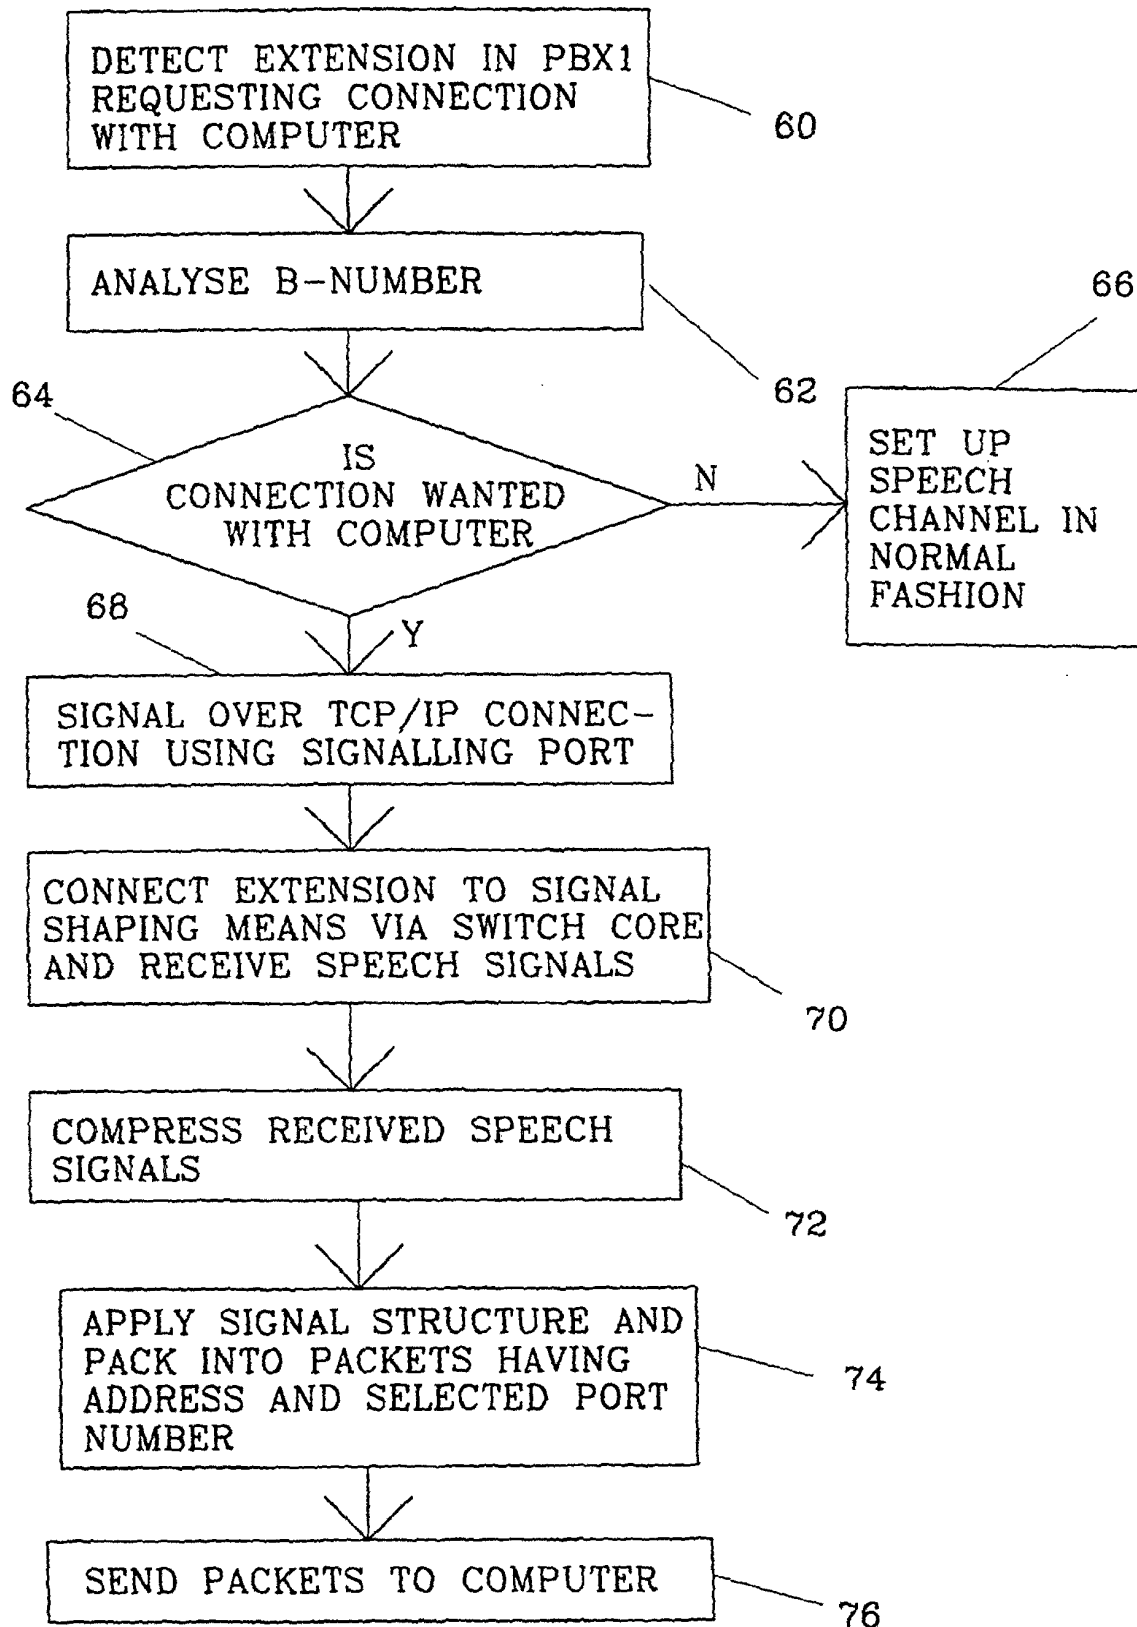 DETECT EXTENSION IN PBX1
REQUESTING CONNECTION
WITH COMPUTER
60
ANALYSE B-NUMBER
62
66
64
IS
CONNECTION WANTED
WITH COMPUTER
N
SET UP
SPEECH
CHANNEL IN
NORMAL
FASHION
68
Y
SIGNAL OVER TCP/IP CONNEC-
TION USING SIGNALLING PORT
CONNECT EXTENSION TO SIGNAL
SHAPING MEANS VIA SWITCH CORE
AND RECEIVE SPEECH SIGNALS
70
COMPRESS RECEIVED SPEECH
SIGNALS
72
APPLY SIGNAL STRUCTURE AND
PACK INTO PACKETS HAVING
ADDRESS AND SELECTED PORT
NUMBER
74
SEND PACKETS TO COMPUTER
76